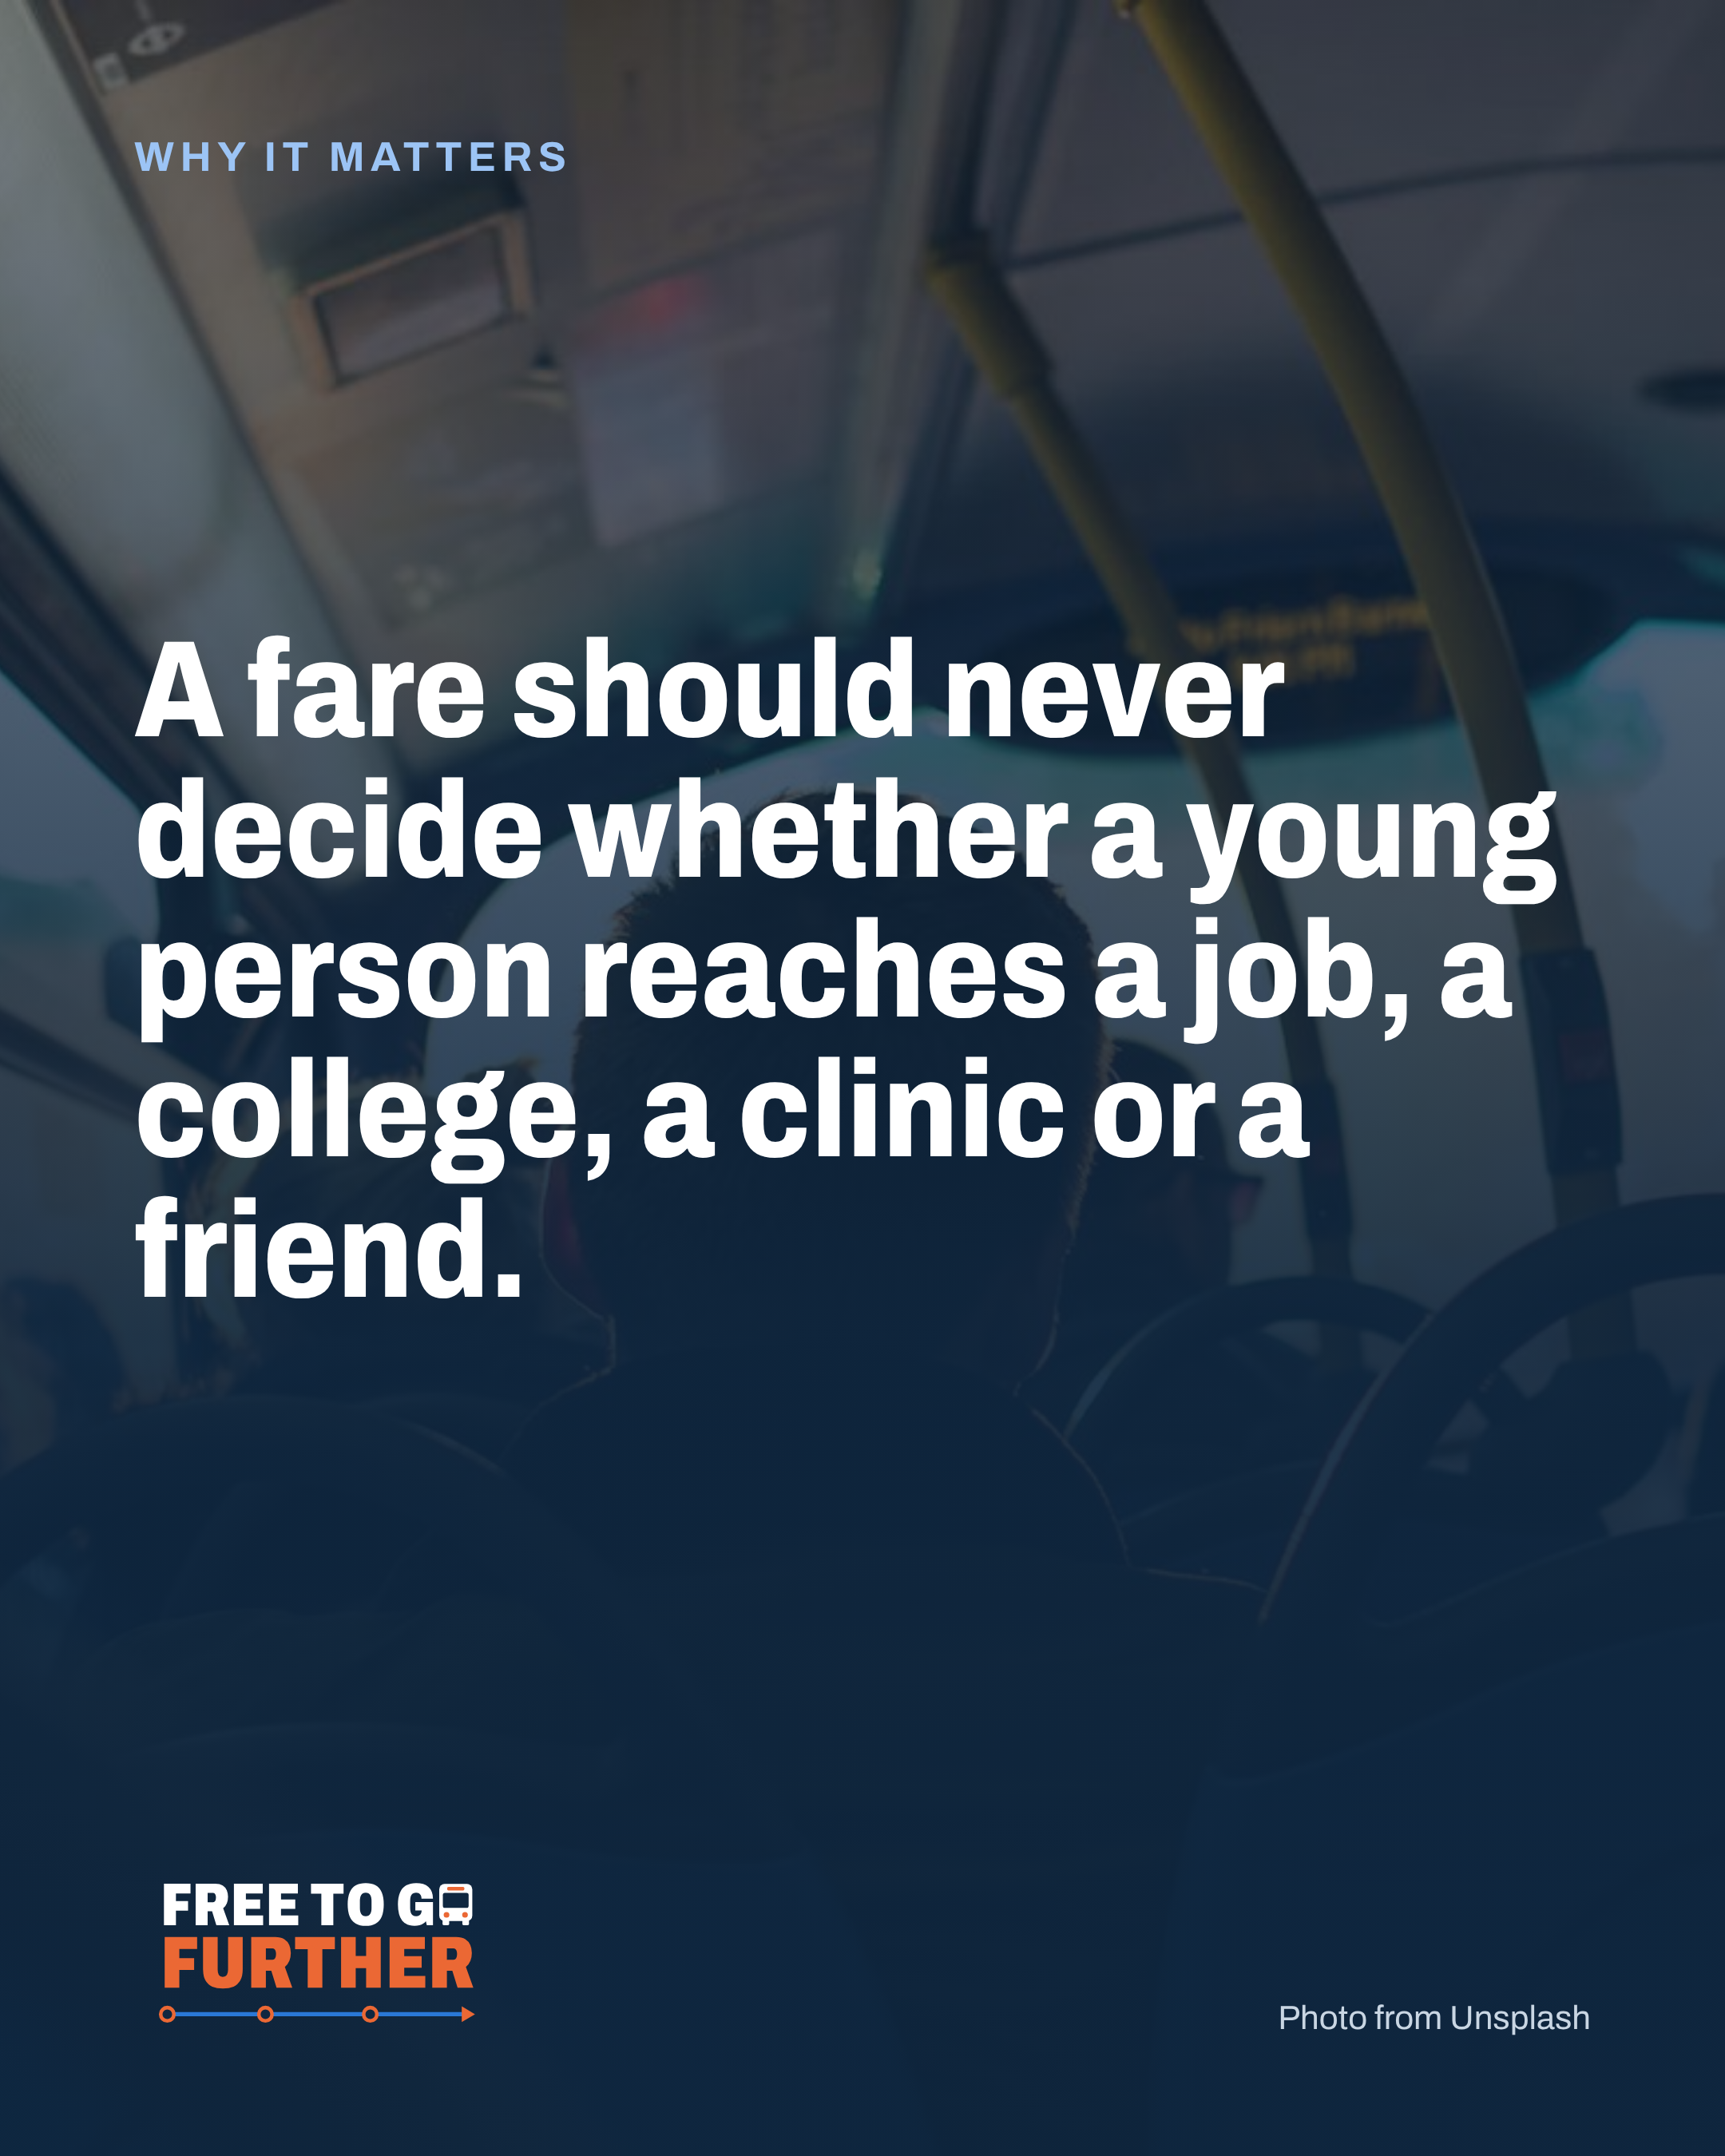 WHY IT MATTERS
A fare should never
decide whether a young
person reaches a job, a
college, a clinic or a
friend.
FREE TO GO
FURTHER
Photo from Unsplash